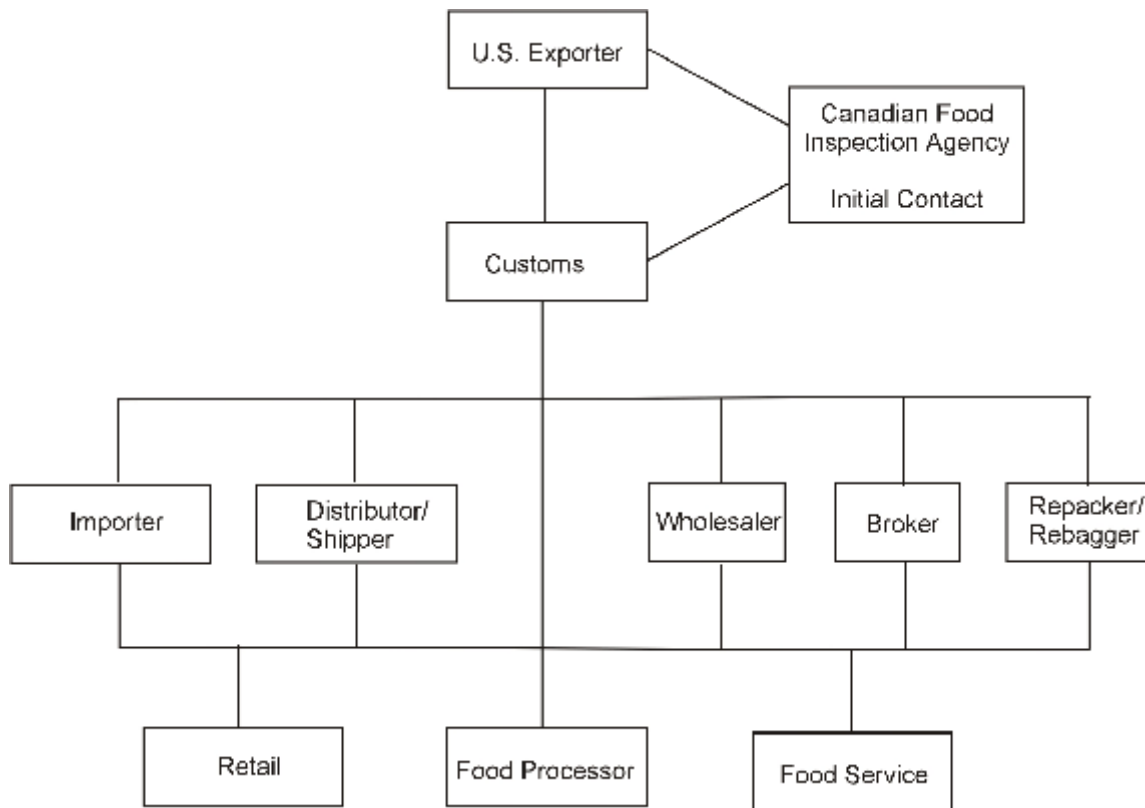 U.S. Exporter
Canadian Food
Inspection Agency
Initial Contact
Customs
Importer
Distributor/
Shipper
Wholesaler
Broker
Repacker/
Rebagger
Retail
Food Processor
Food Service